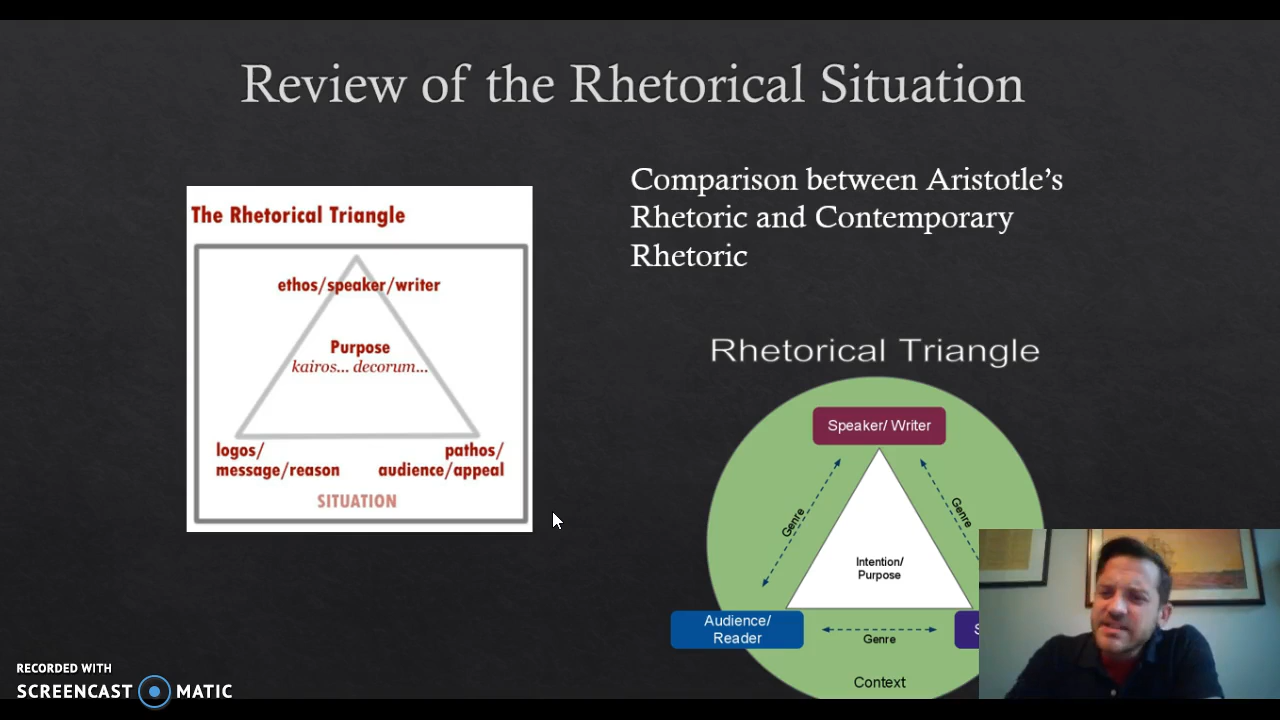 Review of the Rhetorical Situation
The Rhetorical Triangle
ethos/speaker/writer
Purpose
kairos... decorum...
logos/
message/reason
pathos/
audience/appeal
SITUATION
Comparison between Aristotle’s
Rhetoric and Contemporary
Rhetoric
Rhetorical Triangle
Speaker/ Writer
Genre
Genre
Intention/
Purpose
Audience/
Reader
Genre
Context
RECORDED WITH
SCREENCAST MATIC